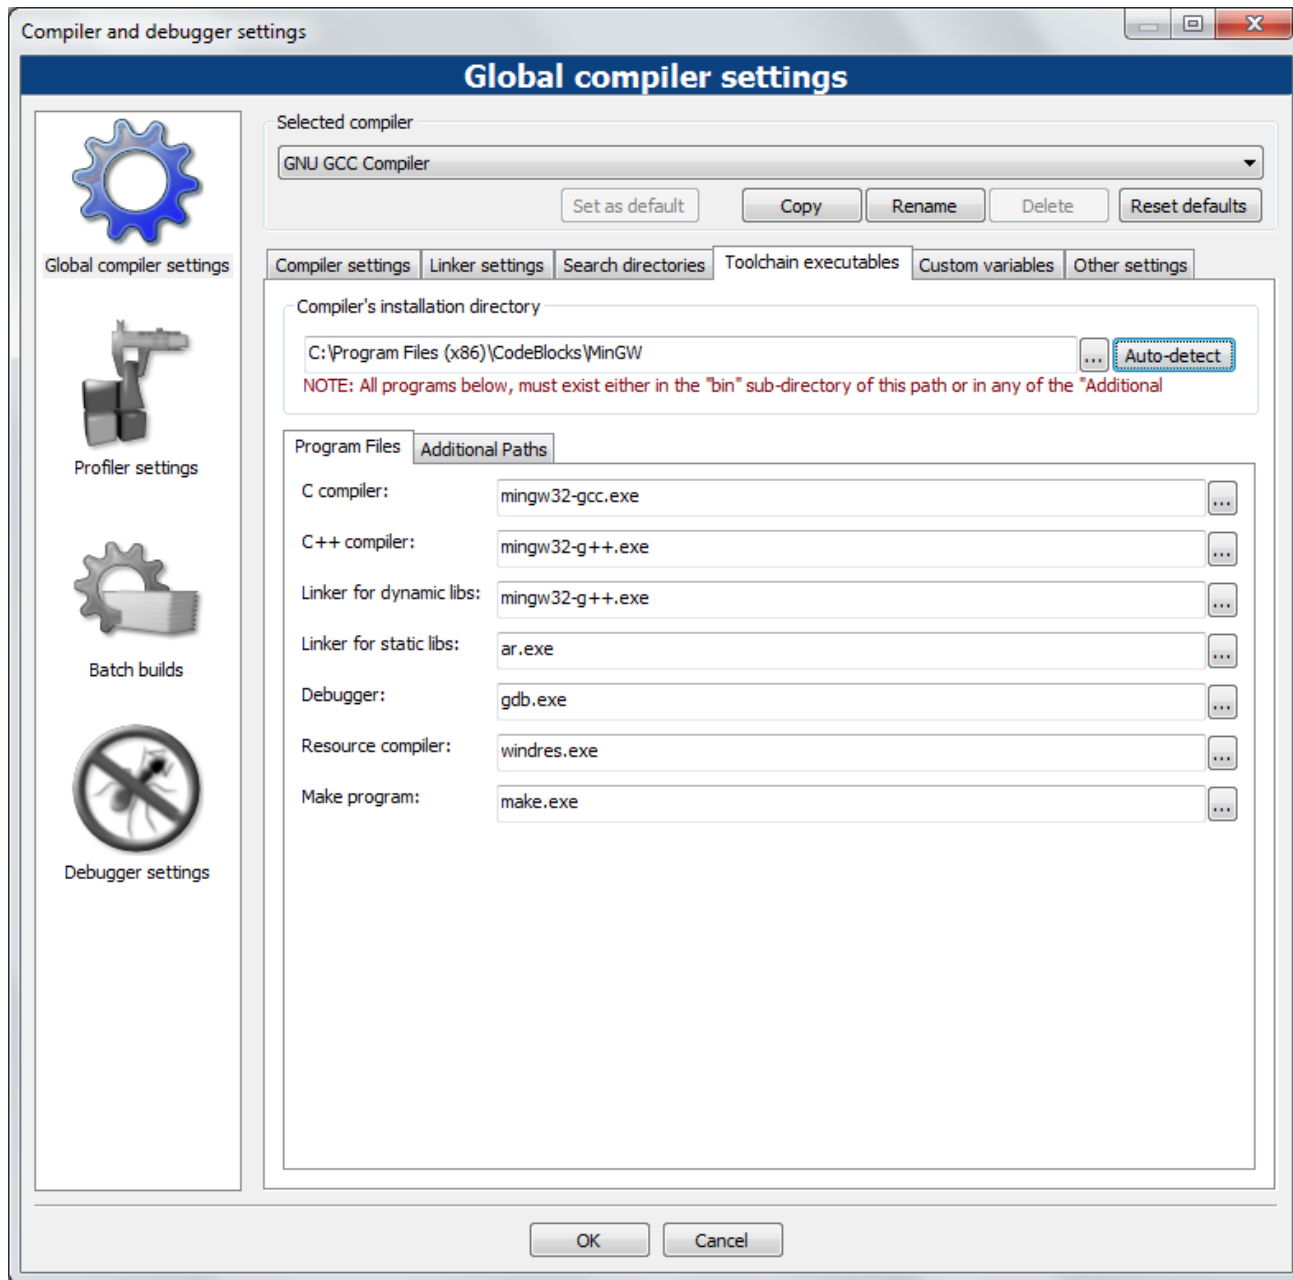 Compiler and debugger settings
Global compiler settings
Global compiler settings
Profiler settings
Batch builds
Debugger settings
Selected compiler
GNU GCC Compiler
Set as default Copy Rename Delete Reset defaults
Compiler settings Linker settings Search directories Toolchain executables Custom variables Other settings
Compiler's installation directory
C:\Program Files (x86)\CodeBlocks\MinGW ... Auto-detect
NOTE: All programs below, must exist either in the "bin" sub-directory of this path or in any of the "Additional
Program Files Additional Paths
C compiler: mingw32-gcc.exe ...
C++ compiler: mingw32-g++.exe ...
Linker for dynamic libs: mingw32-g++.exe ...
Linker for static libs: ar.exe ...
Debugger: gdb.exe ...
Resource compiler: windres.exe ...
Make program: make.exe ...
OK Cancel